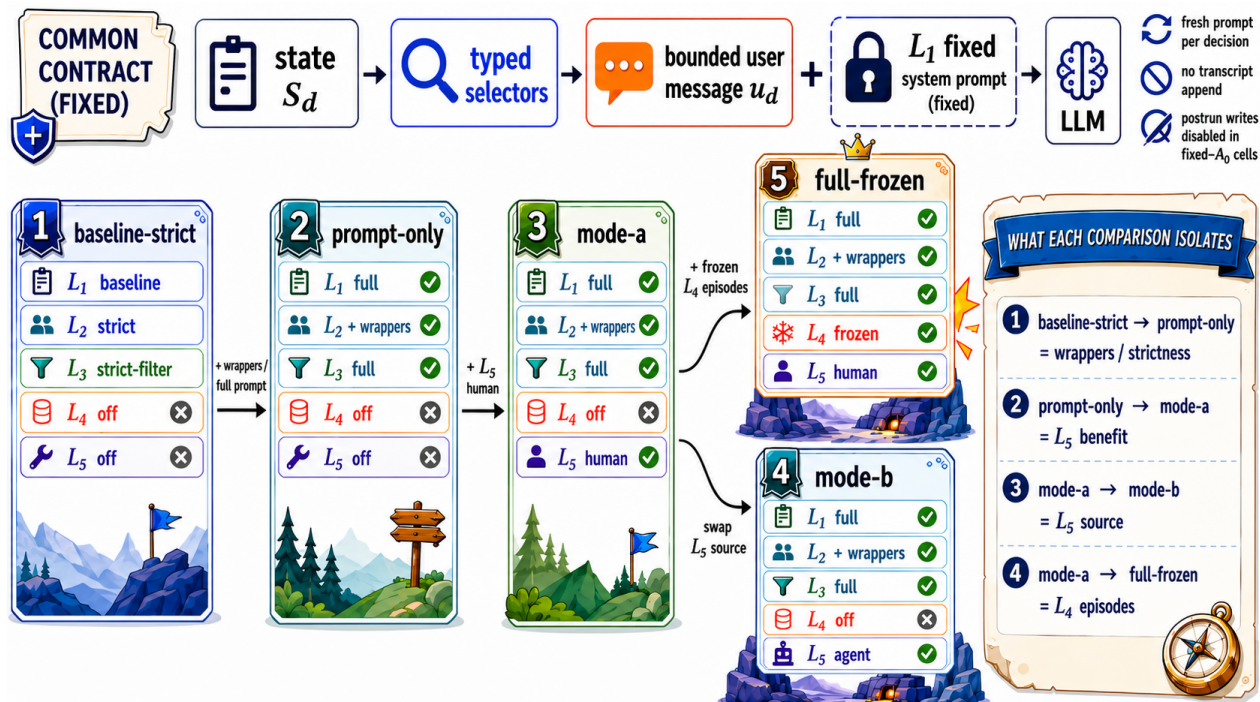 COMMON
CONTRACT
(FIXED)
state
S_d
typed
selectors
bounded user
message u_d
+
L_1 fixed
system prompt
(fixed)
LLM
fresh prompt
per decision
no transcript
append
postrun writes
disabled in
fixed–A_0 cells
1 baseline-strict
L_1 baseline
L_2 strict
L_3 strict-filter
L_4 off
L_5 off
+ wrappers/
full prompt
2 prompt-only
L_1 full
L_2 + wrappers
L_3 full
L_4 off
L_5 off
+ L_5
human
3 mode-a
L_1 full
L_2 + wrappers
L_3 full
L_4 off
L_5 human
+ frozen
L_4 episodes
5 full-frozen
L_1 full
L_2 + wrappers
L_3 full
L_4 frozen
L_5 human
swap
L_5 source
4 mode-b
L_1 full
L_2 + wrappers
L_3 full
L_4 off
L_5 agent
WHAT EACH COMPARISON ISOLATES
1 baseline-strict → prompt-only
= wrappers / strictness
2 prompt-only → mode-a
= L_5 benefit
3 mode-a → mode-b
= L_5 source
4 mode-a → full-frozen
= L_4 episodes